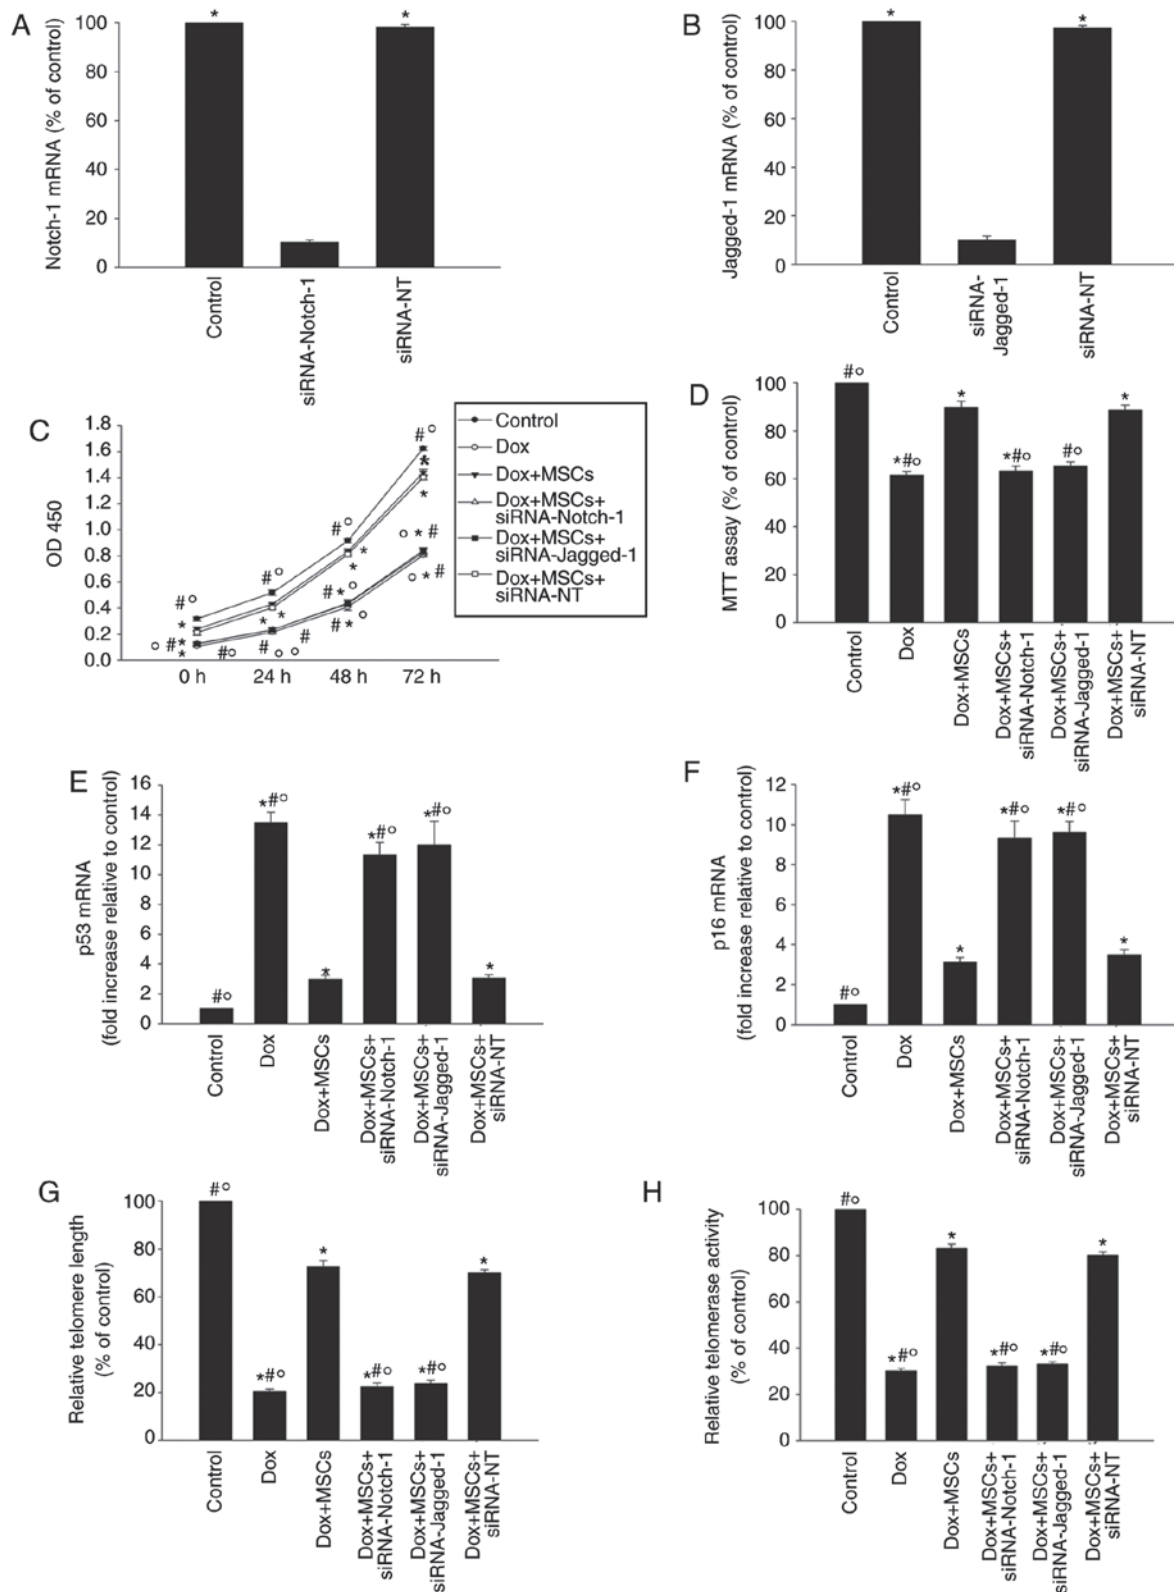 A
Notch-1 mRNA (% of control)
100
80
60
40
20
0
*
*
Control
siRNA-Notch-1
siRNA-NT
B
Jagged-1 mRNA (% of control)
100
80
60
40
20
0
*
*
Control
siRNA-
Jagged-1
siRNA-NT
C
OD 450
1.8
1.6
1.4
1.2
1.0
0.8
0.6
0.4
0.2
0.0
0 h
24 h
48 h
72 h
Control
Dox
Dox+MSCs
Dox+MSCs+
siRNA-Notch-1
Dox+MSCs+
siRNA-Jagged-1
Dox+MSCs+
siRNA-NT
D
MTT assay (% of control)
100
80
60
40
20
0
#o
*#o
*
*#o
#o
*
Control
Dox
Dox+MSCs
Dox+MSCs+
siRNA-Notch-1
Dox+MSCs+
siRNA-Jagged-1
Dox+MSCs+
siRNA-NT
E
p53 mRNA
(fold increase relative to control)
16
14
12
10
8
6
4
2
0
#o
*#o
*
*#o
*#o
*
Control
Dox
Dox+MSCs
Dox+MSCs+
siRNA-Notch-1
Dox+MSCs+
siRNA-Jagged-1
Dox+MSCs+
siRNA-NT
F
p16 mRNA
(fold increase relative to control)
12
10
8
6
4
2
0
#o
*#o
*
*#o
*#o
*
Control
Dox
Dox+MSCs
Dox+MSCs+
siRNA-Notch-1
Dox+MSCs+
siRNA-Jagged-1
Dox+MSCs+
siRNA-NT
G
Relative telomere length
(% of control)
100
80
60
40
20
0
#o
*#o
*
*#o
*#o
*
Control
Dox
Dox+MSCs
Dox+MSCs+
siRNA-Notch-1
Dox+MSCs+
siRNA-Jagged-1
Dox+MSCs+
siRNA-NT
H
Relative telomerase activity
(% of control)
100
80
60
40
20
0
#o
*#o
*
*#o
*#o
*
Control
Dox
Dox+MSCs
Dox+MSCs+
siRNA-Notch-1
Dox+MSCs+
siRNA-Jagged-1
Dox+MSCs+
siRNA-NT